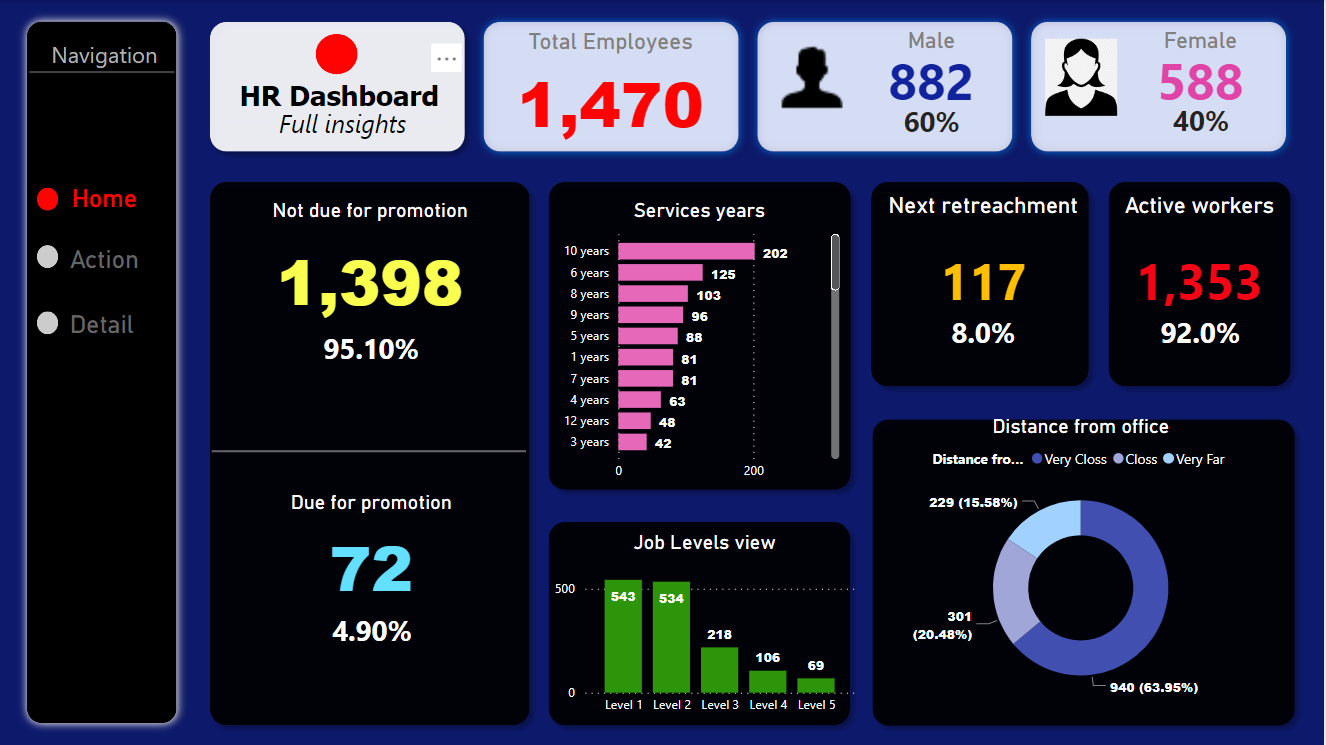 Navigation
Home
Action
Detail
...
HR Dashboard
Full insights
Total Employees
1,470
Male
882
60%
Female
588
40%
Not due for promotion
1,398
95.10%
Due for promotion
72
4.90%
Services years
10 years 202
6 years 125
8 years 103
9 years 96
5 years 88
1 years 81
7 years 81
4 years 63
12 years 48
3 years 42
0 200
Job Levels view
500
543 534 218 106 69
0
Level 1 Level 2 Level 3 Level 4 Level 5
Next retreachment
117
8.0%
Active workers
1,353
92.0%
Distance from office
Distance fro... Very Closs Closs Very Far
229 (15.58%)
301
(20.48%)
940 (63.95%)